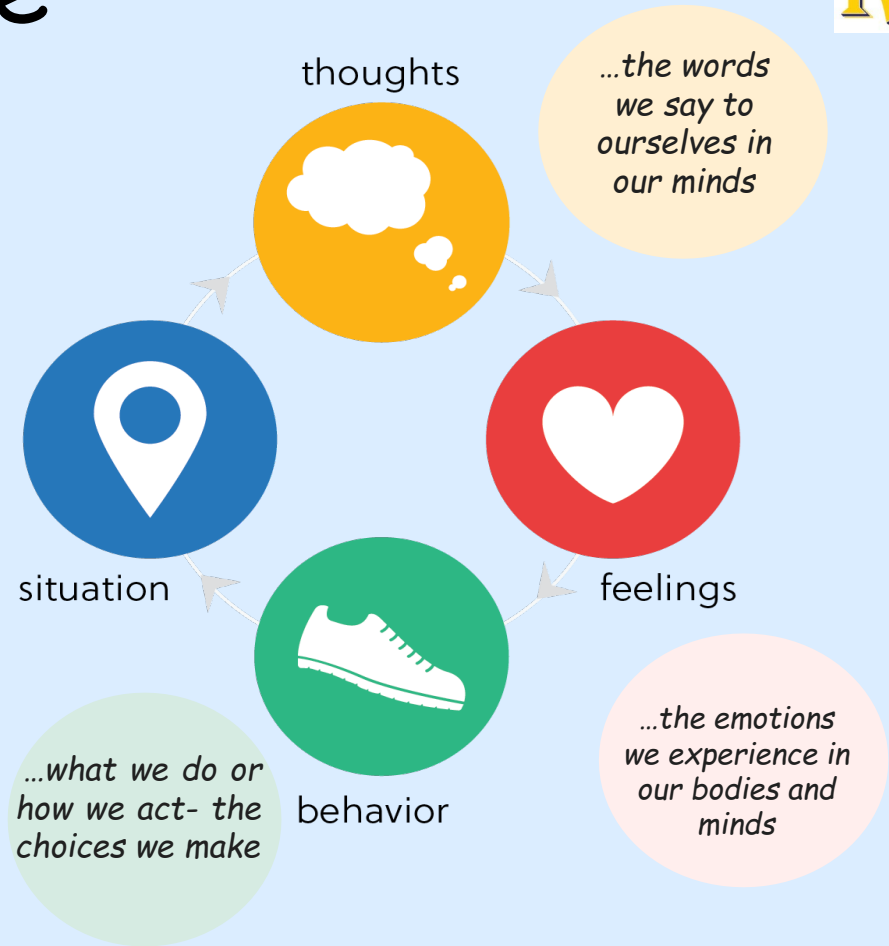 e
thoughts
...the words
we say to
ourselves in
our minds
situation
feelings
...the emotions
we experience in
our bodies and
minds
behavior
...what we do or
how we act- the
choices we make